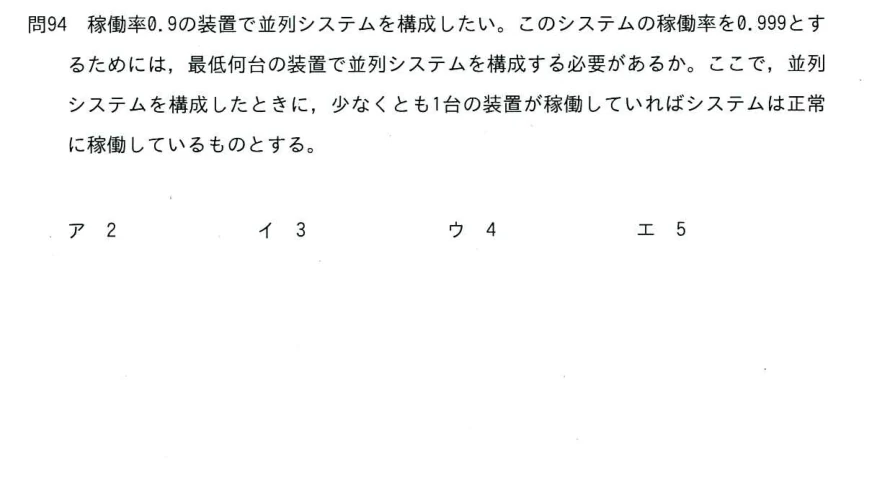 問94　稼働率0.9の装置で並列システムを構成したい。このシステムの稼働率を0.999とす
るためには，最低何台の装置で並列システムを構成する必要があるか。ここで，並列
システムを構成したときに，少なくとも1台の装置が稼働していればシステムは正常
に稼働しているものとする。
ア　2　イ　3　ウ　4　エ　5